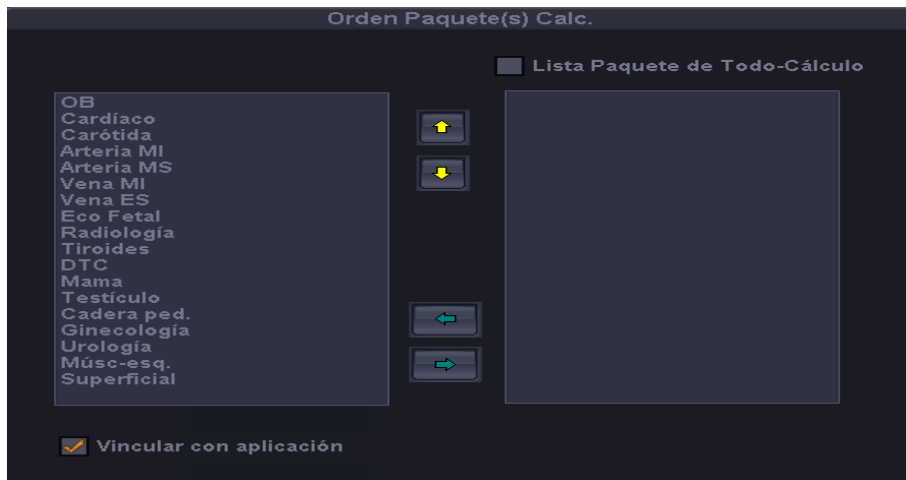 Orden Paquete(s) Calc.
Lista Paquete de Todo-Cálculo
OB
Cardíaco
Carótida
Arteria MI
Arteria MS
Vena MI
Vena ES
Eco Fetal
Radiología
Tiroides
DTC
Mama
Testículo
Cadera ped.
Ginecología
Urología
Músc-esq.
Superficial
Vincular con aplicación